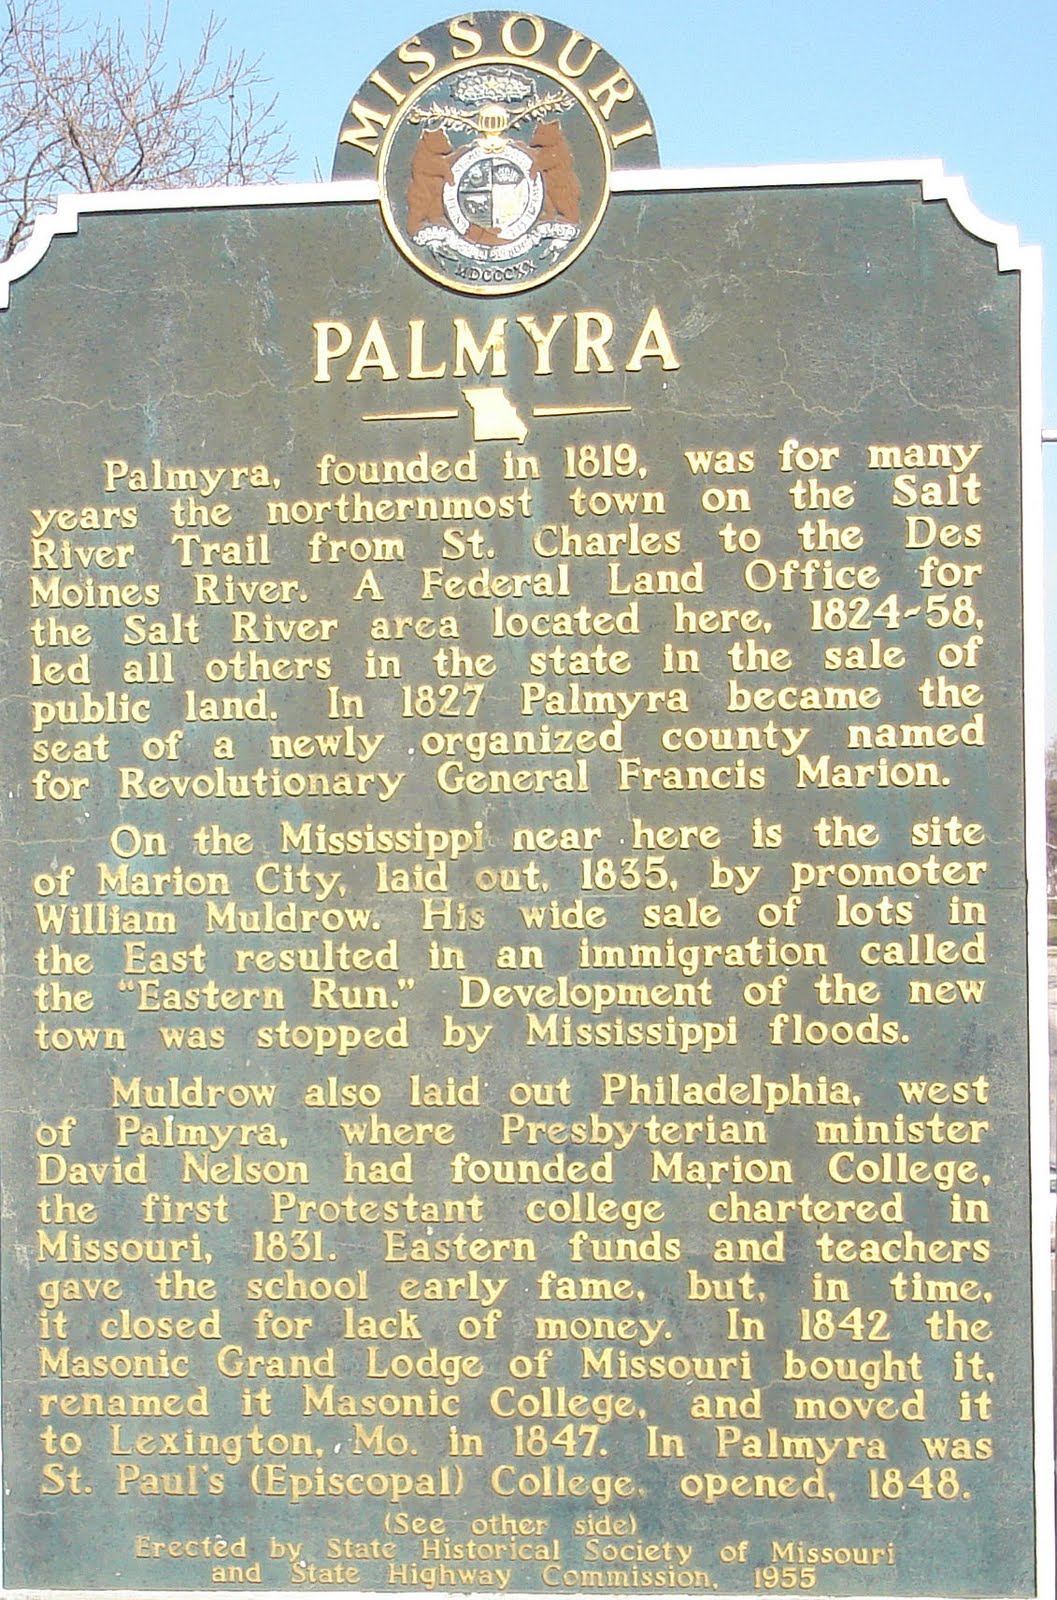 MISSOURI
MDCCCXX
PALMYRA
Palmyra, founded in 1819, was for many
years the northernmost town on the Salt
River Trail from St. Charles to the Des
Moines River. A Federal Land Office for
the Salt River area located here, 1824-58,
led all others in the state in the sale of
public land. In 1827 Palmyra became the
seat of a newly organized county named
for Revolutionary General Francis Marion.
On the Mississippi near here is the site
of Marion City, laid out, 1835, by promoter
William Muldrow. His wide sale of lots in
the East resulted in an immigration called
the "Eastern Run." Development of the new
town was stopped by Mississippi floods.
Muldrow also laid out Philadelphia, west
of Palmyra, where Presbyterian minister
David Nelson had founded Marion College,
the first Protestant college chartered in
Missouri, 1831. Eastern funds and teachers
gave the school early fame, but, in time,
it closed for lack of money. In 1842 the
Masonic Grand Lodge of Missouri bought it,
renamed it Masonic College, and moved it
to Lexington, Mo. in 1847. In Palmyra was
St. Paul's (Episcopal) College, opened, 1848.
(See other side)
Erected by State Historical Society of Missouri
and State Highway Commission, 1955